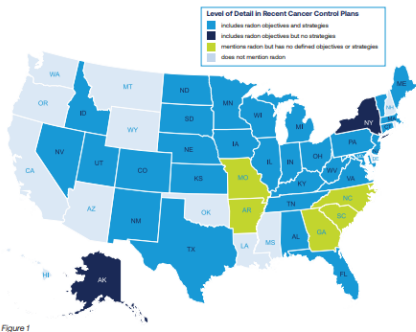 Level of Detail in Recent Cancer Control Plans
includes radon objectives and strategies
includes radon objectives but no strategies
mentions radon but has no defined objectives or strategies
does not mention radon
WA
MT
ND
MN
ME
OR
ID
WY
SD
WI
MI
NY
NV
UT
CO
NE
IA
IL
IN
OH
PA
CA
KS
MO
KY
WV
VA
AZ
NM
OK
AR
TN
NC
SC
TX
LA
MS
AL
GA
FL
HI
AK
Figure 1